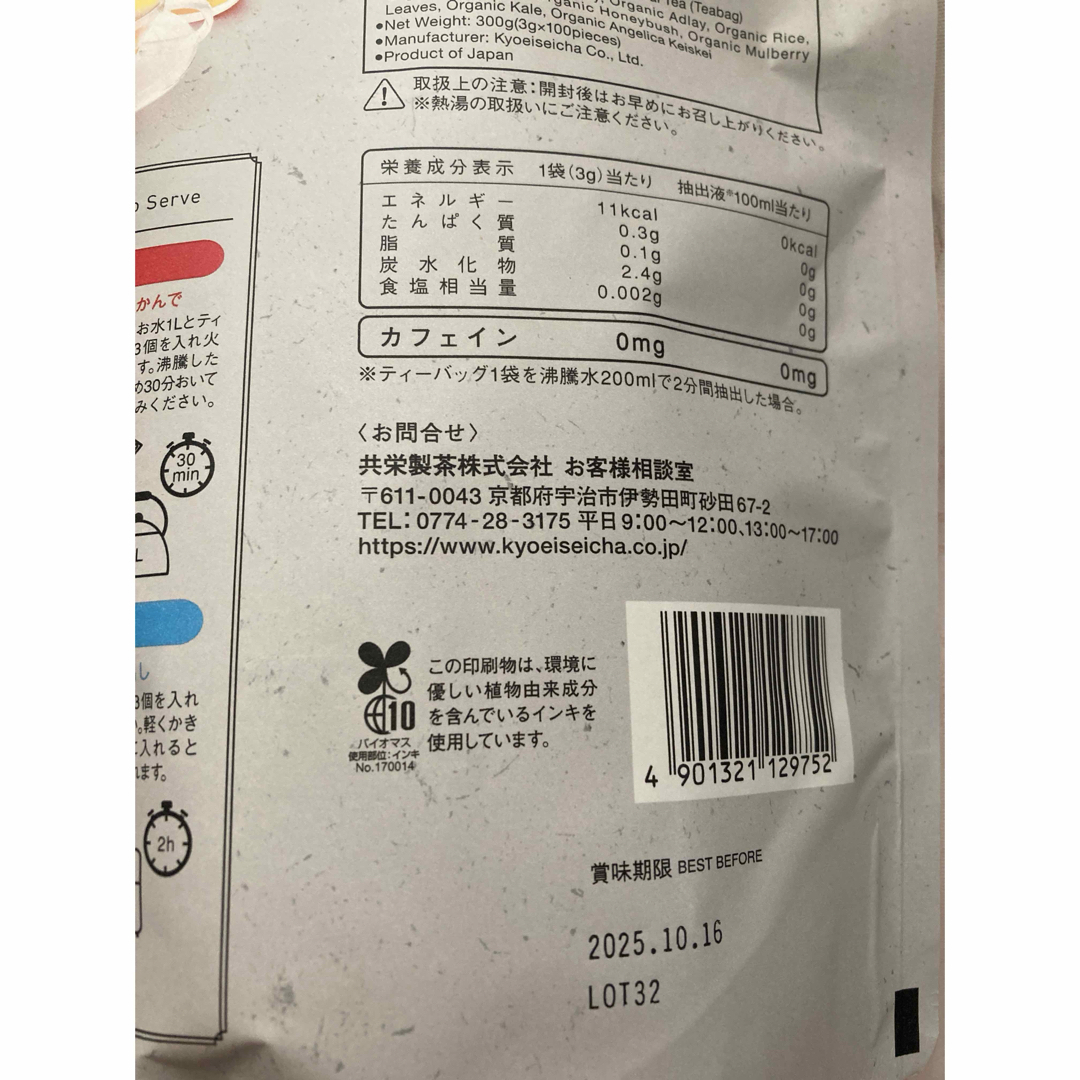 Tea (Teabag)
Organic Adlay, Organic Rice,
Leaves, Organic Kale, Organic Honeybush, Organic Mulberry
Organic Angelica Keiskei
●Net Weight: 300g(3g×100pieces)
●Manufacturer: Kyoeiseicha Co., Ltd.
●Product of Japan
取扱上の注意:開封後はお早めにお召し上がりください。
※熱湯の取扱いにご注意ください。
栄養成分表示 1袋(3g)当たり 抽出液※100ml当たり
エネルギー 11kcal 0kcal
たんぱく質 0.3g 0g
脂質 0.1g 0g
炭水化物 2.4g 0g
食塩相当量 0.002g 0g
カフェイン 0mg 0mg
※ティーバッグ1袋を沸騰水200mlで2分間抽出した場合。
〈お問合せ〉
共栄製茶株式会社 お客様相談室
〒611-0043 京都府宇治市伊勢田町砂田67-2
TEL:0774-28-3175 平日9:00〜12:00、13:00〜17:00
https://www.kyoeiseicha.co.jp/
この印刷物は、環境に
優しい植物由来成分
を含んでいるインキを
使用しています。
10
バイオマス
使用部位:インキ
No.170014
4 901321 129752
賞味期限 BEST BEFORE
2025.10.16
LOT32
Serve
かんで
お水1Lとティ
3個を入れ火
す。沸騰した
30分おいて
みください。
30
min
L
し
3個を入れ
。軽くかき
に入れると
ます。
2h